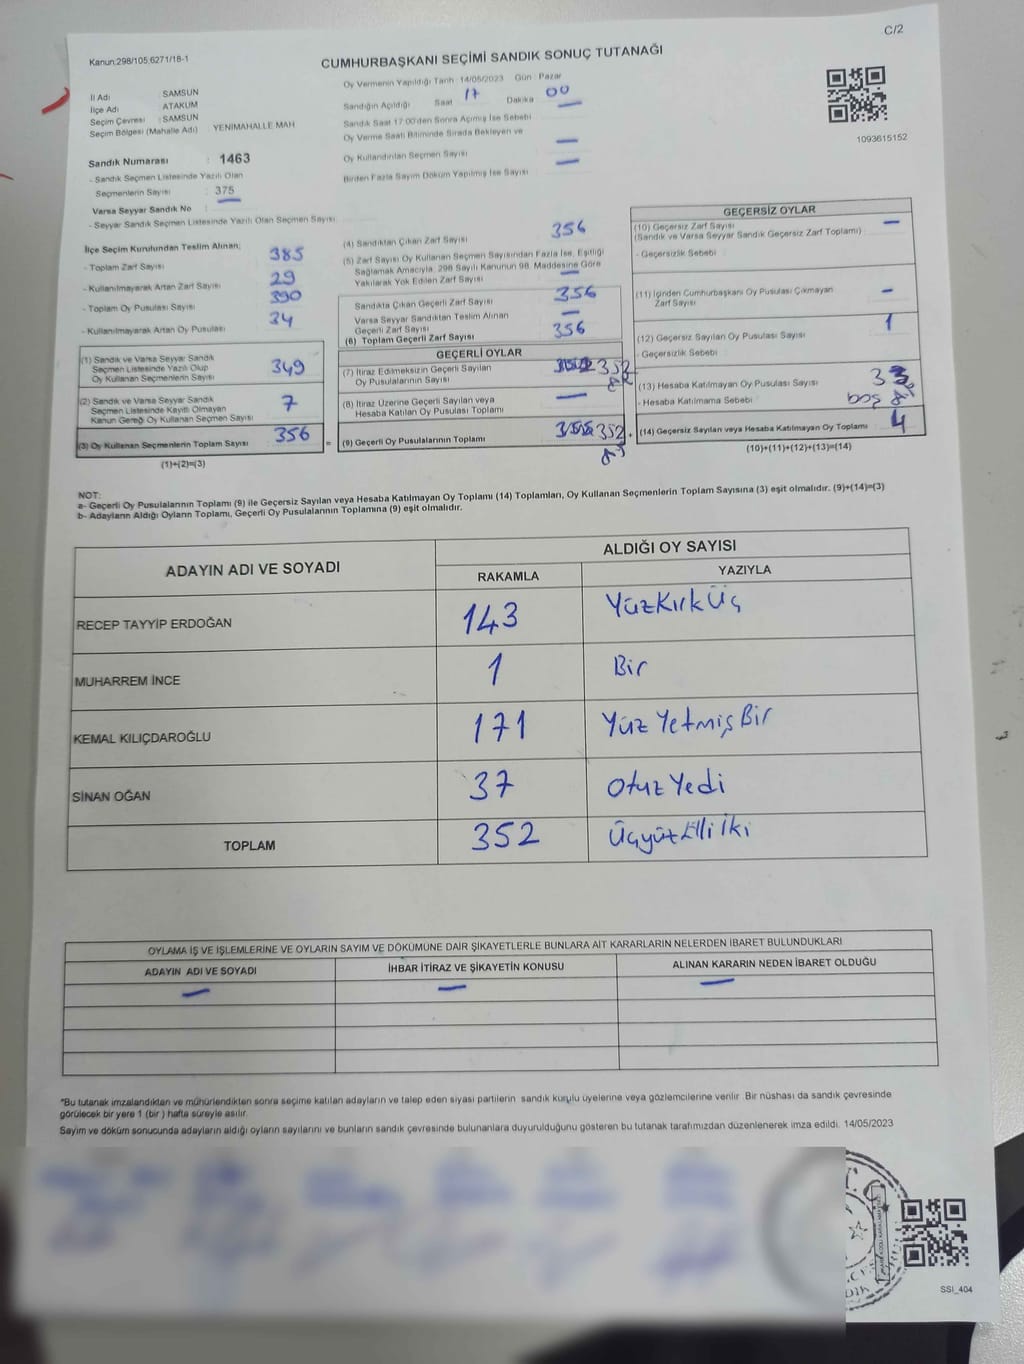 C/2
Kanun:298/105,6271/18-1
CUMHURBAŞKANI SEÇİMİ SANDIK SONUÇ TUTANAĞI
İl Adı : SAMSUN
İlçe Adı ATAKUM
Seçim Çevresi : SAMSUN
Seçim Bölgesi (Mahalle Adı) YENİMAHALLE MAH
Oy Vermenin Yapıldığı Tarih 14/05/2023 Gün Pazar
Sandığın Açıldığı Saat 17 Dakika 00
Sandık Saat 17:00'den Sonra Açılmış İse Sebebi
Oy Verme Saati Bitiminde Sırada Bekleyen ve
Oy Kullandırılan Seçmen Sayısı —
Birden Fazla Sayım Döküm Yapılmış İse Sayısı —
1093615152
Sandık Numarası : 1463
- Sandık Seçmen Listesinde Yazılı Olan
Seçmenlerin Sayısı : 375
Varsa Seyyar Sandık No :
- Seyyar Sandık Seçmen Listesinde Yazılı Olan Seçmen Sayısı
İlçe Seçim Kurulundan Teslim Alınan;
- Toplam Zarf Sayısı 385
- Kullanılmayarak Artan Zarf Sayısı 29
- Toplam Oy Pusulası Sayısı 390
- Kullanılmayarak Artan Oy Pusulası 34
(1) Sandık ve Varsa Seyyar Sandık
Seçmen Listesinde Yazılı Olup
Oy Kullanan Seçmenlerin Sayısı 349
(2) Sandık ve Varsa Seyyar Sandık
Seçmen Listesinde Kayıtlı Olmayan
Kanun Gereği Oy Kullanan Seçmen Sayısı 7
(3) Oy Kullanan Seçmenlerin Toplam Sayısı 356
(1)+(2)=(3)
(4) Sandıktan Çıkan Zarf Sayısı 356
(5) Zarf Sayısı Oy Kullanan Seçmen Sayısından Fazla İse, Eşitliği
Sağlamak Amacıyla, 298 Sayılı Kanunun 98. Maddesine Göre
Yakılarak Yok Edilen Zarf Sayısı —
Sandıkta Çıkan Geçerli Zarf Sayısı 356
Varsa Seyyar Sandıktan Teslim Alınan
Geçerli Zarf Sayısı —
(6) Toplam Geçerli Zarf Sayısı 356
GEÇERLİ OYLAR
(7) İtiraz Edilmeksizin Geçerli Sayılan
Oy Pusulalarının Sayısı 352
(8) İtiraz Üzerine Geçerli Sayılan veya
Hesaba Katılan Oy Pusulası Toplamı —
= (9) Geçerli Oy Pusulalarının Toplamı 352 +
GEÇERSİZ OYLAR
(10) Geçersiz Zarf Sayısı —
(Sandık ve Varsa Seyyar Sandık Geçersiz Zarf Toplamı)
- Geçersizlik Sebebi :
(11) İçinden Cumhurbaşkanı Oy Pusulası Çıkmayan
Zarf Sayısı —
(12) Geçersiz Sayılan Oy Pusulası Sayısı 1
- Geçersizlik Sebebi
(13) Hesaba Katılmayan Oy Pusulası Sayısı 3
- Hesaba Katılmama Sebebi boş
(14) Geçersiz Sayılan veya Hesaba Katılmayan Oy Toplamı 4
(10)+(11)+(12)+(13)=(14)
NOT:
a- Geçerli Oy Pusulalarının Toplamı (9) ile Geçersiz Sayılan veya Hesaba Katılmayan Oy Toplamı (14) Toplamları, Oy Kullanan Seçmenlerin Toplam Sayısına (3) eşit olmalıdır. (9)+(14)=(3)
b- Adayların Aldığı Oyların Toplamı, Geçerli Oy Pusulalarının Toplamına (9) eşit olmalıdır.
ADAYIN ADI VE SOYADI
ALDIĞI OY SAYISI
RAKAMLA YAZIYLA
RECEP TAYYİP ERDOĞAN 143 YüzKırkÜç
MUHARREM İNCE 1 Bir
KEMAL KILIÇDAROĞLU 171 Yüz YetmişBir
SİNAN OĞAN 37 OtuzYedi
TOPLAM 352 ÜçyüzElliİki
OYLAMA İŞ VE İŞLEMLERİNE VE OYLARIN SAYIM VE DÖKÜMÜNE DAİR ŞİKAYETLERLE BUNLARA AİT KARARLARIN NELERDEN İBARET BULUNDUKLARI
ADAYIN ADI VE SOYADI İHBAR İTİRAZ VE ŞİKAYETİN KONUSU ALINAN KARARIN NEDEN İBARET OLDUĞU
— — —
*Bu tutanak imzalandıktan ve mühürlendikten sonra seçime katılan adayların ve talep eden siyasi partilerin sandık kurulu üyelerine veya gözlemcilerine verilir. Bir nüshası da sandık çevresinde
görülecek bir yere 1 (bir ) hafta süreyle asılır.
Sayım ve döküm sonucunda adayların aldığı oyların sayılarını ve bunların sandık çevresinde bulunanlara duyurulduğunu gösteren bu tutanak tarafımızdan düzenlenerek imza edildi. 14/05/2023
SSI_404